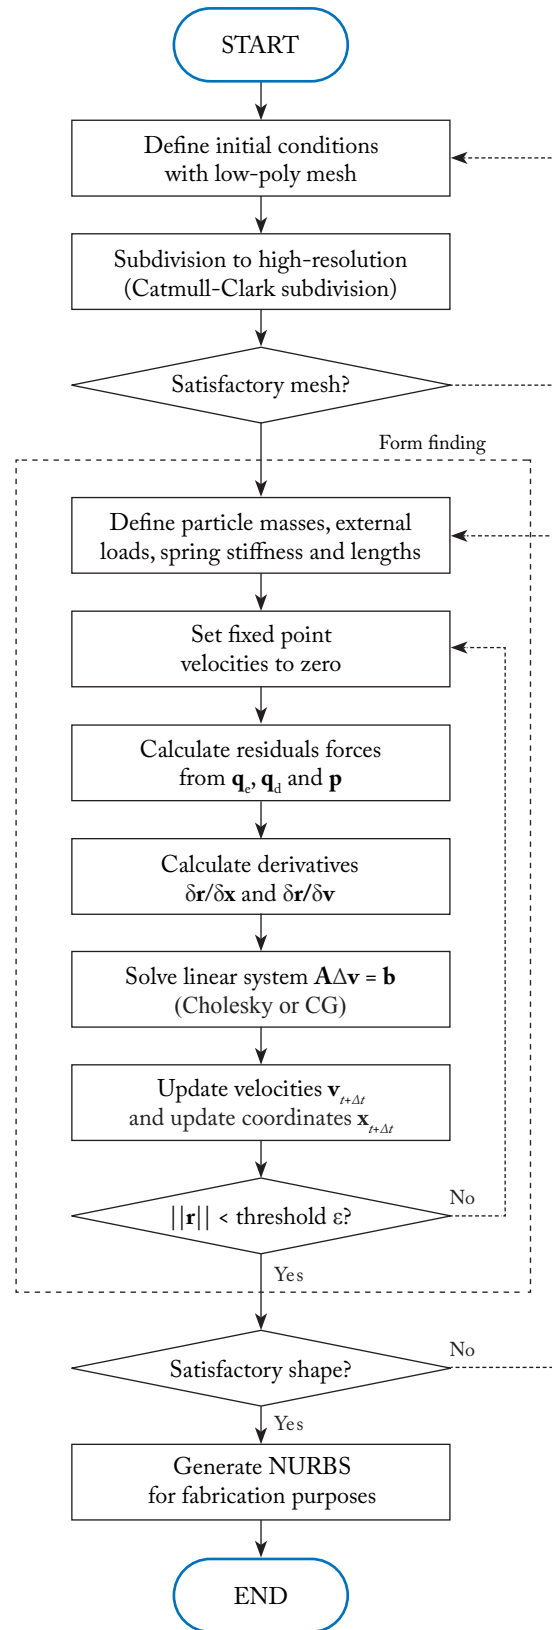 START
Define initial conditions
with low-poly mesh
Subdivision to high-resolution
(Catmull-Clark subdivision)
Satisfactory mesh?
Form finding
Define particle masses, external
loads, spring stiffness and lengths
Set fixed point
velocities to zero
Calculate residuals forces
from qₑ, q_d and p
Calculate derivatives
δr/δx and δr/δv
Solve linear system AΔv = b
(Cholesky or CG)
Update velocities v_{t+Δt}
and update coordinates x_{t+Δt}
No
||r|| < threshold ε?
Yes
No
Satisfactory shape?
Yes
Generate NURBS
for fabrication purposes
END